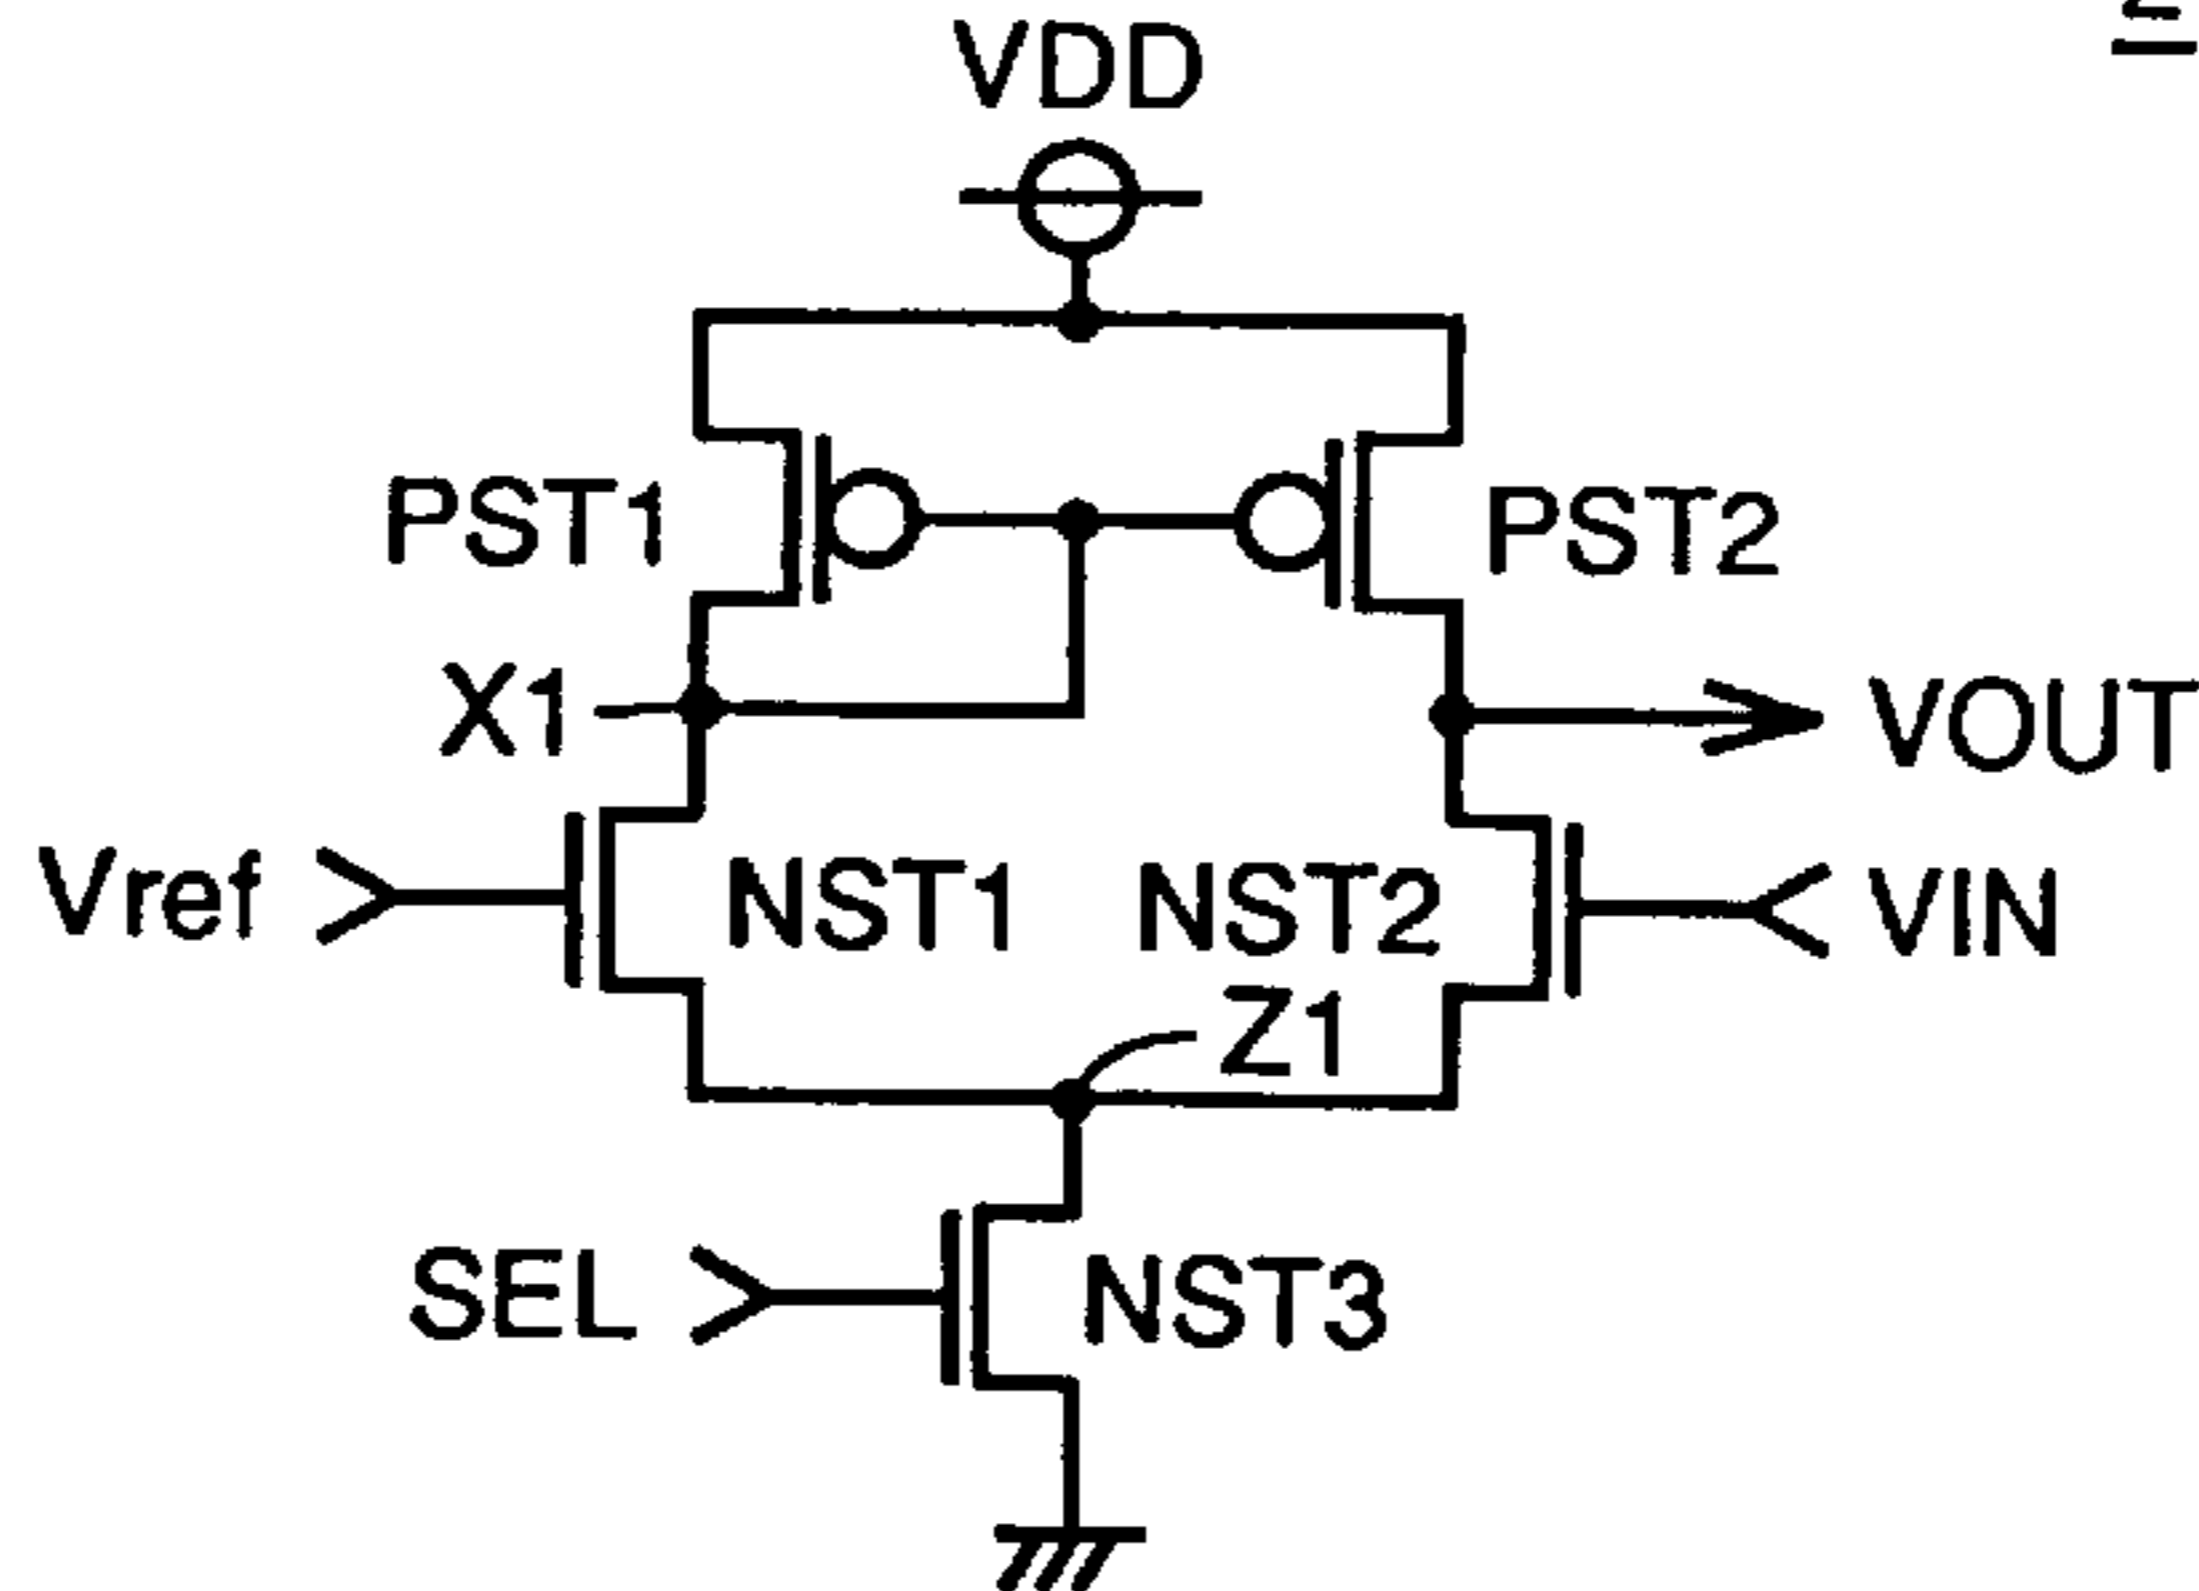 VDD
PST1
PST2
X1
VOUT
Vref
NST1
NST2
VIN
Z1
SEL
NST3